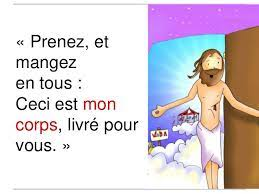 « Prenez, et
mangez
en tous :
Ceci est mon
corps, livré pour
vous. »